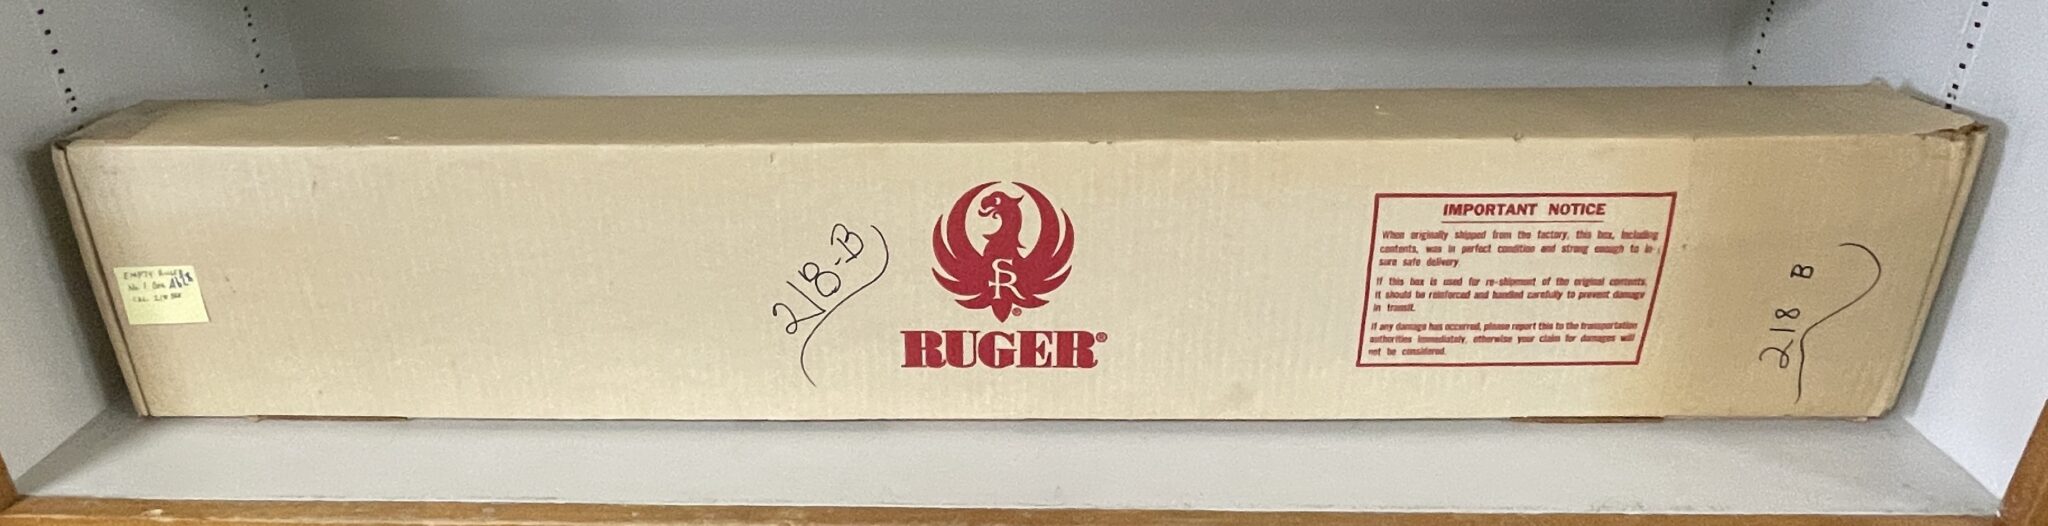 EMPTY RUGER
No. 1 Box
CAL. 218 BEE
218-B
SR
RUGER®
IMPORTANT NOTICE
When originally shipped from the factory, this box, including
contents, was in perfect condition and strong enough to in-
sure safe delivery.
If this box is used for re-shipment of the original contents,
it should be reinforced and handled carefully to prevent damage
in transit.
If any damage has occurred, please report this to the transportation
authorities immediately, otherwise your claim for damages will
not be considered.
218 B